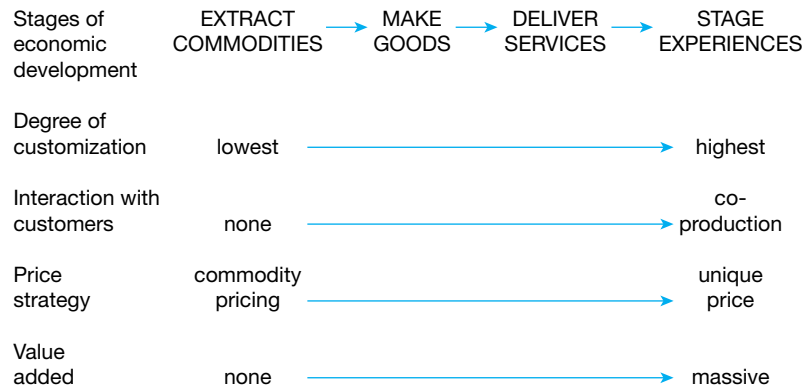 Stages of economic development
EXTRACT COMMODITIES
MAKE GOODS
DELIVER SERVICES
STAGE EXPERIENCES
Degree of customization
lowest
highest
Interaction with customers
none
co-production
Price strategy
commodity pricing
unique price
Value added
none
massive